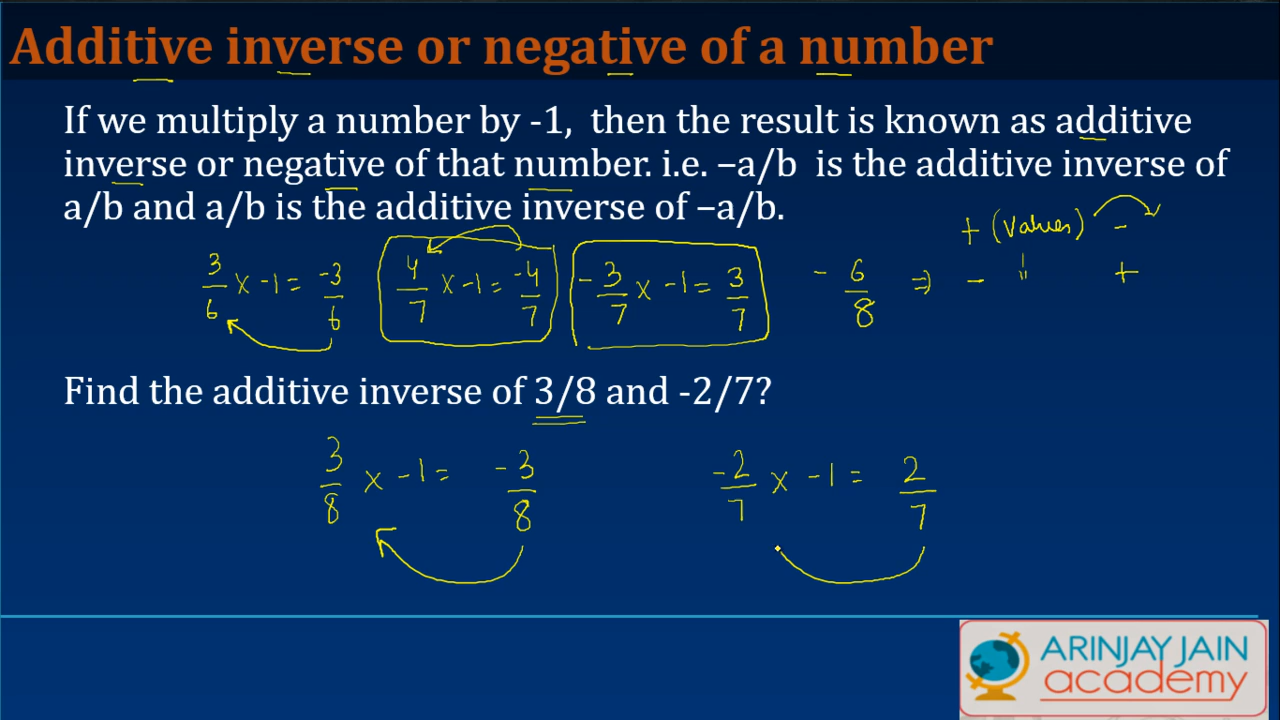 Additive inverse or negative of a number
If we multiply a number by -1, then the result is known as additive
inverse or negative of that number. i.e. –a/b is the additive inverse of
a/b and a/b is the additive inverse of –a/b.
+ (Values) -
- " +
3/6 x -1 = -3/6 4/7 x -1 = -4/7 -3/7 x -1 = 3/7 - 6/8 ⇒
Find the additive inverse of 3/8 and -2/7?
3/8 x -1 = -3/8 -2/7 x -1 = 2/7
ARINJAY JAIN
academy